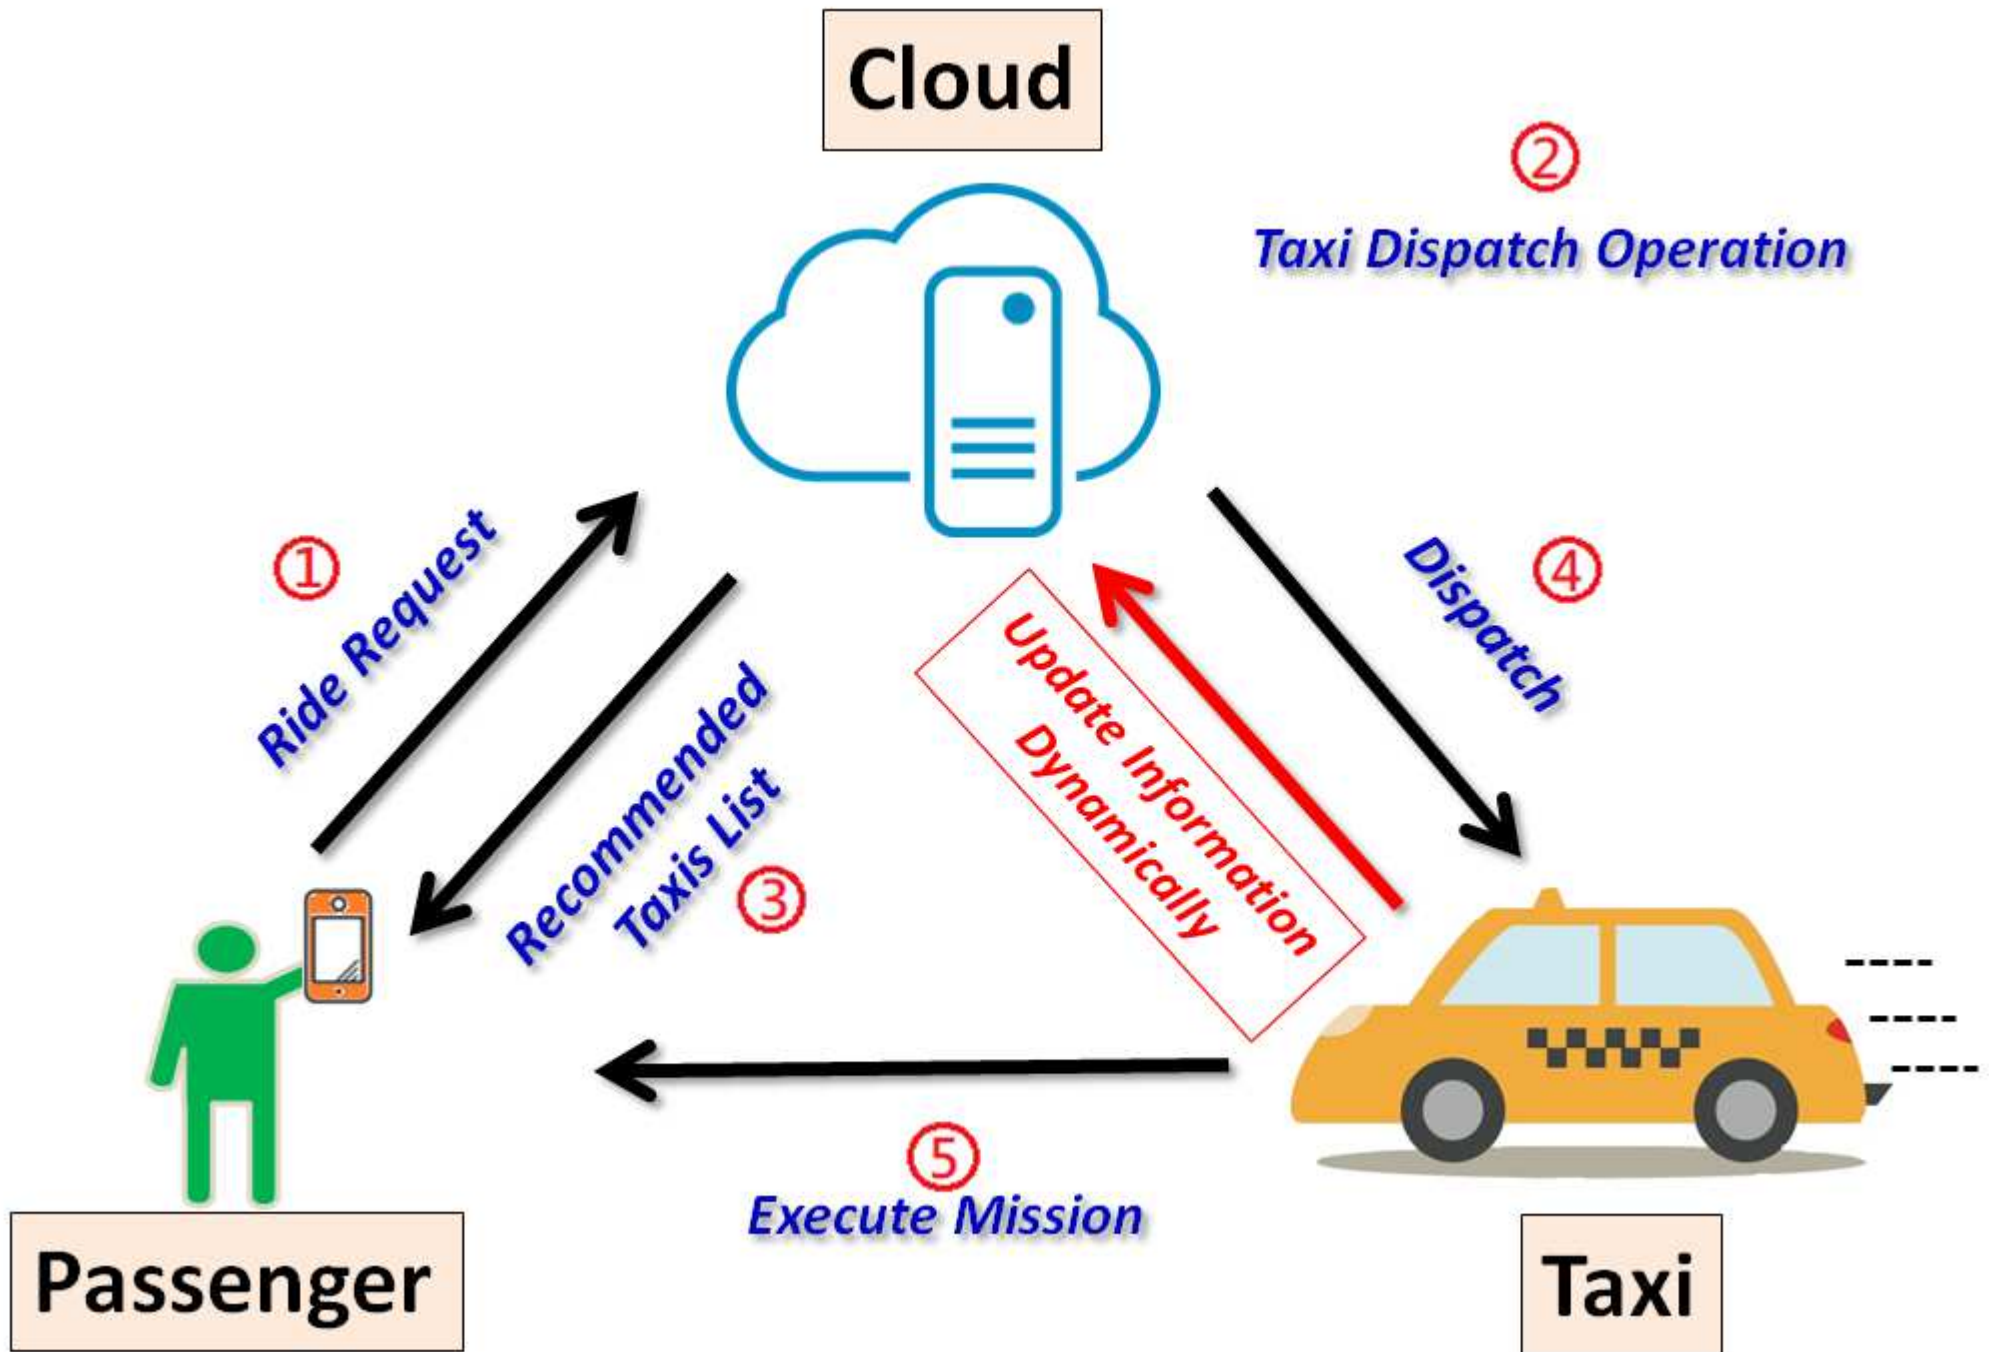 Cloud
②
Taxi Dispatch Operation
①
Ride Request
Recommended
Taxis List
③
Update Information
Dynamically
Dispatch
④
⑤
Execute Mission
Passenger
Taxi